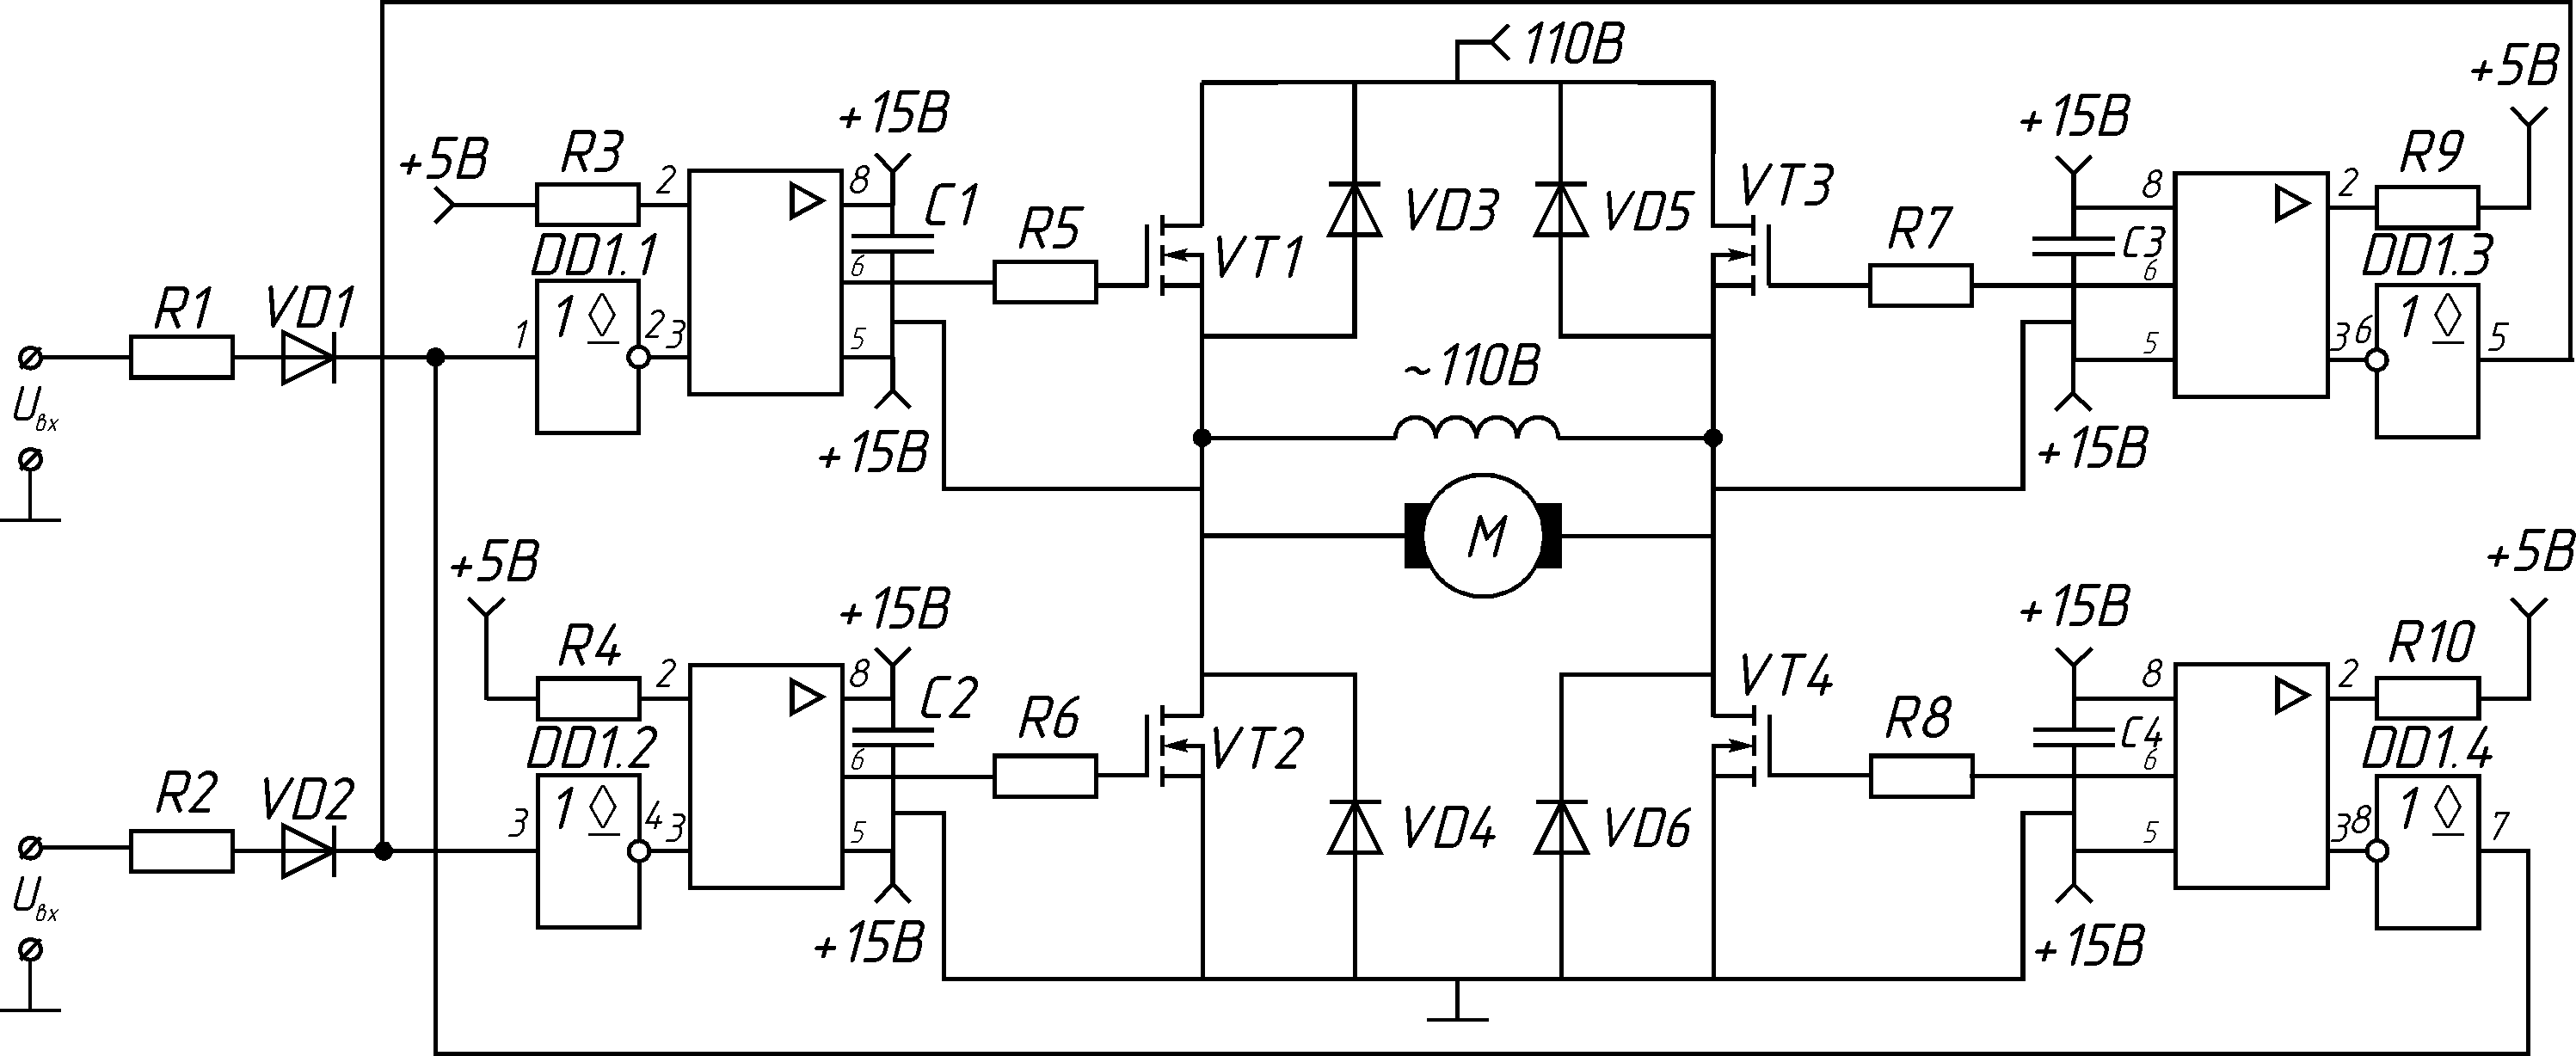 110В
+5В
+15В
+15В
R3
+5В
2
8
C1
VD3
VD5
VT3
8
2
R9
R5
VT1
R7
C3
DD1.1
6
6
DD1.3
R1
VD1
1
1
2
3
5
5
3
6
1
5
Uвх
~110В
+15В
+15В
М
+5В
+5В
+15В
+15В
R4
2
8
C2
VT4
8
2
R10
R6
VT2
R8
C4
DD1.2
6
6
DD1.4
R2
VD2
3
1
4
3
5
VD4
VD6
5
3
8
1
7
Uвх
+15В
+15В